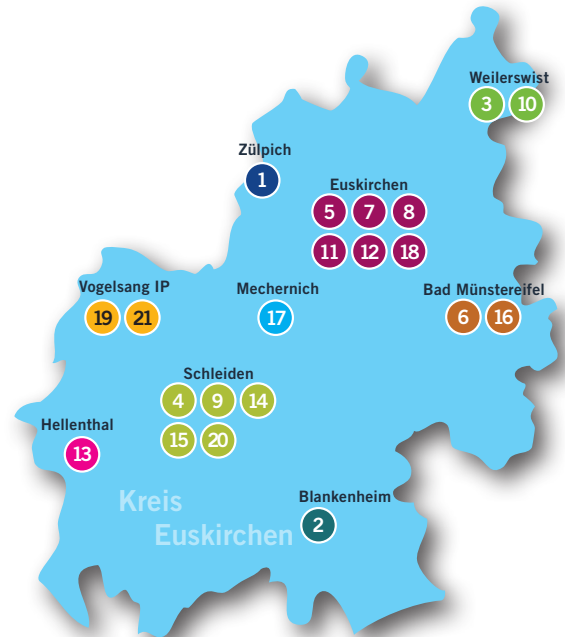 Weilerswist
3 10
Zülpich
1
Euskirchen
5 7 8
11 12 18
Vogelsang IP
19 21
Mechernich
17
Bad Münstereifel
6 16
Schleiden
4 9 14
15 20
Hellenthal
13
Blankenheim
2
Kreis
Euskirchen